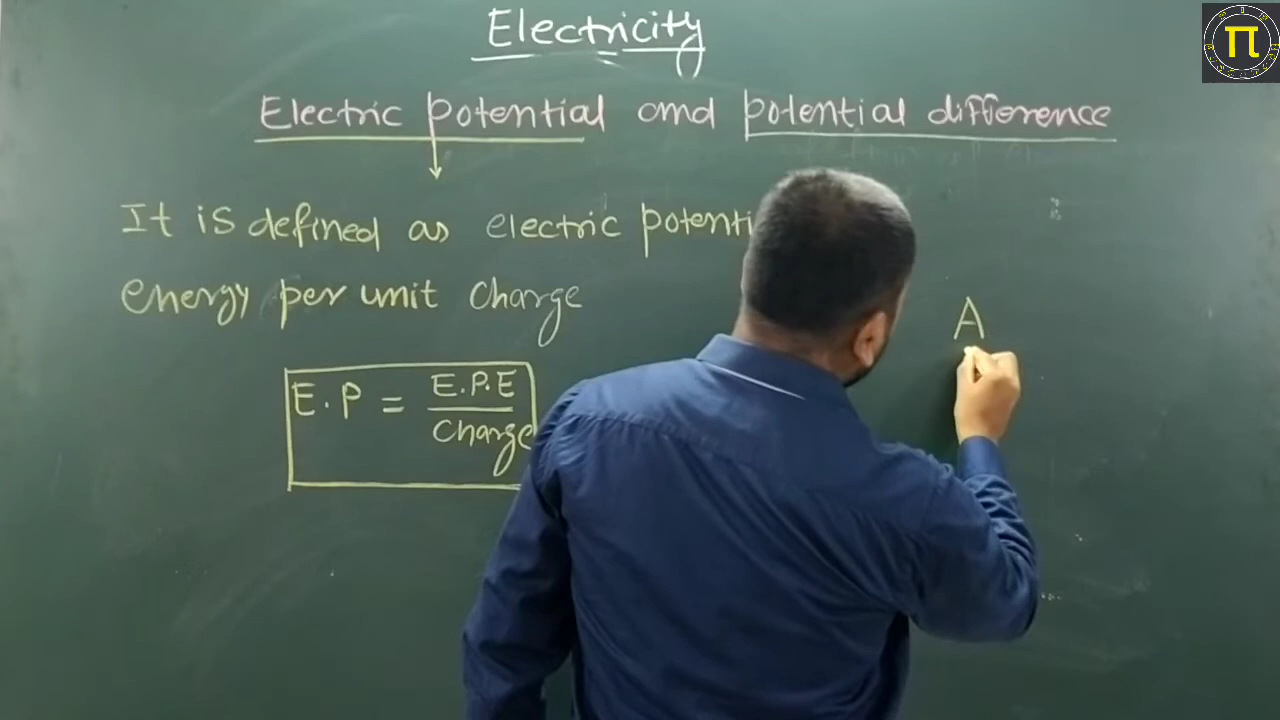 Electricity
Electric potential and potential difference
It is defined as electric potenti
energy per unit charge
E.P = E.P.E
charge
A
π